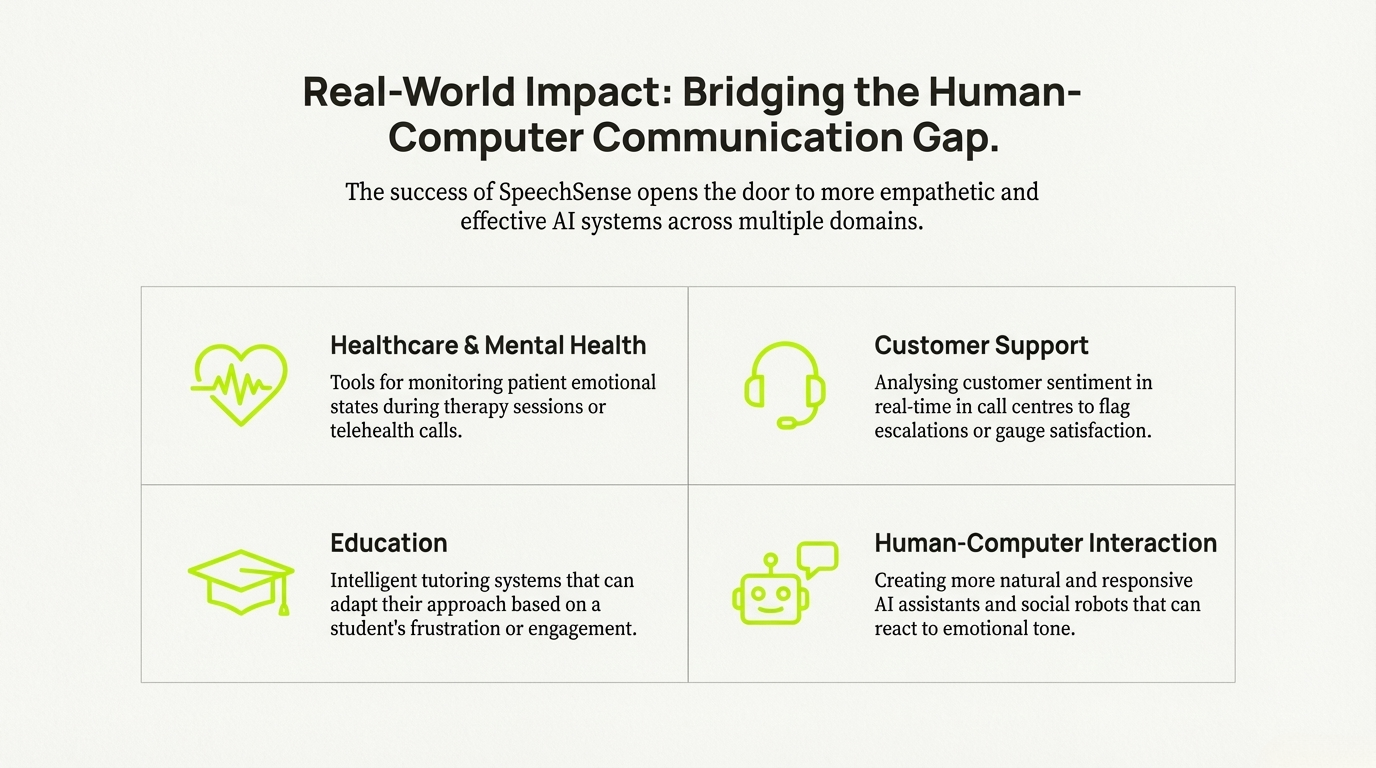 Real-World Impact: Bridging the Human-
Computer Communication Gap.
The success of SpeechSense opens the door to more empathetic and
effective AI systems across multiple domains.
Healthcare & Mental Health
Tools for monitoring patient emotional
states during therapy sessions or
telehealth calls.
Customer Support
Analysing customer sentiment in
real-time in call centres to flag
escalations or gauge satisfaction.
Education
Intelligent tutoring systems that can
adapt their approach based on a
student's frustration or engagement.
Human-Computer Interaction
Creating more natural and responsive
AI assistants and social robots that can
react to emotional tone.